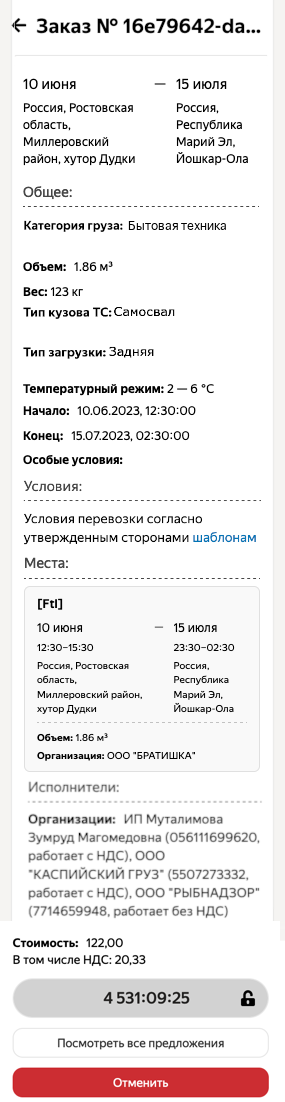 Заказ № 16e79642-da...
10 июня — 15 июля
Россия, Ростовская область, Миллеровский район, хутор Дудки
Россия, Республика Марий Эл, Йошкар-Ола
Общее:
Категория груза: Бытовая техника
Объем: 1.86 м³
Вес: 123 кг
Тип кузова ТС: Самосвал
Тип загрузки: Задняя
Температурный режим: 2 — 6 °C
Начало: 10.06.2023, 12:30:00
Конец: 15.07.2023, 02:30:00
Особые условия:
Условия:
Условия перевозки согласно
утвержденным сторонами шаблонам
Места:
[Ftl]
10 июня — 15 июля
12:30–15:30 23:30–02:30
Россия, Ростовская область, Миллеровский район, хутор Дудки
Россия, Республика Марий Эл, Йошкар-Ола
Объем: 1.86 м³
Организация: ООО "БРАТИШКА"
Исполнители:
Организации: ИП Муталимова
Зумруд Магомедовна (056111699620,
работает с НДС), ООО
"КАСПИЙСКИЙ ГРУЗ" (5507273332,
работает с НДС), ООО "РЫБНАДЗОР"
(7714659948, работает без НДС)
Стоимость: 122,00
В том числе НДС: 20,33
4 531:09:25
Посмотреть все предложения
Отменить